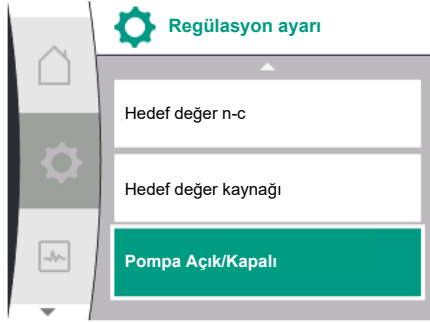 Regülasyon ayarı
Hedef değer n-c
Hedef değer kaynağı
Pompa Açık/Kapalı